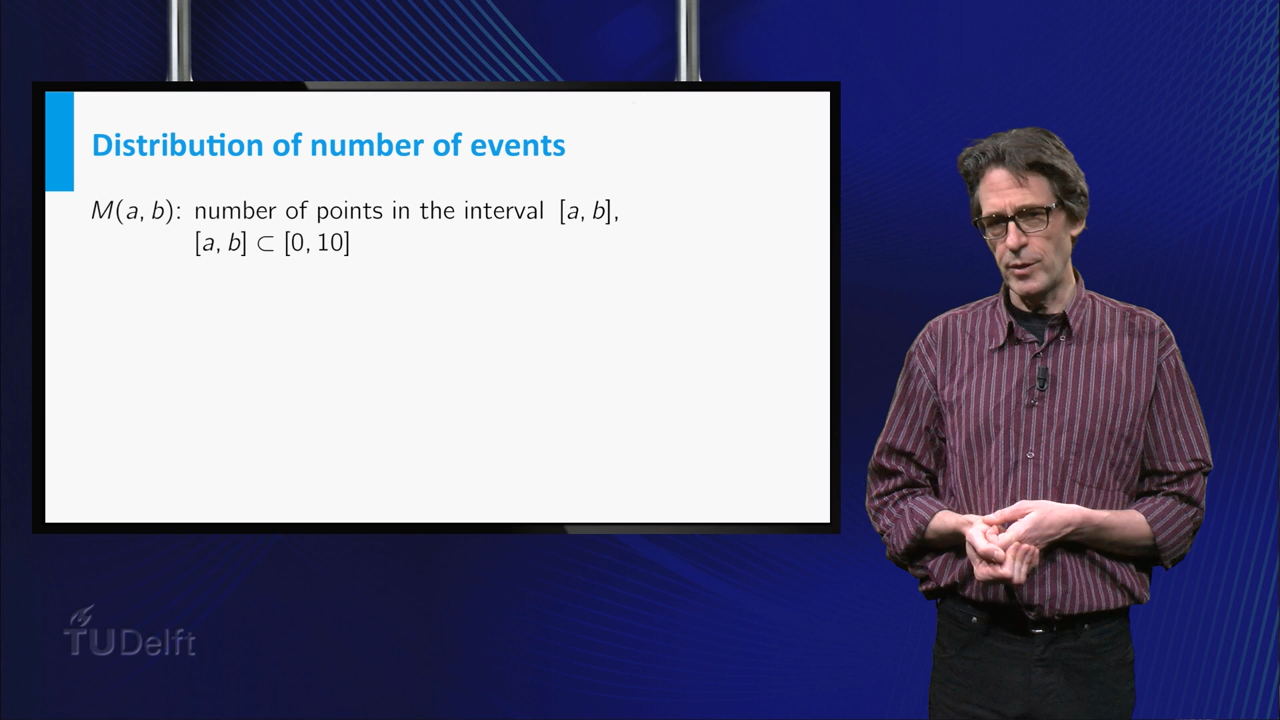 Distribution of number of events
M(a, b): number of points in the interval [a, b],
[a, b] ⊂ [0, 10]
TUDelft